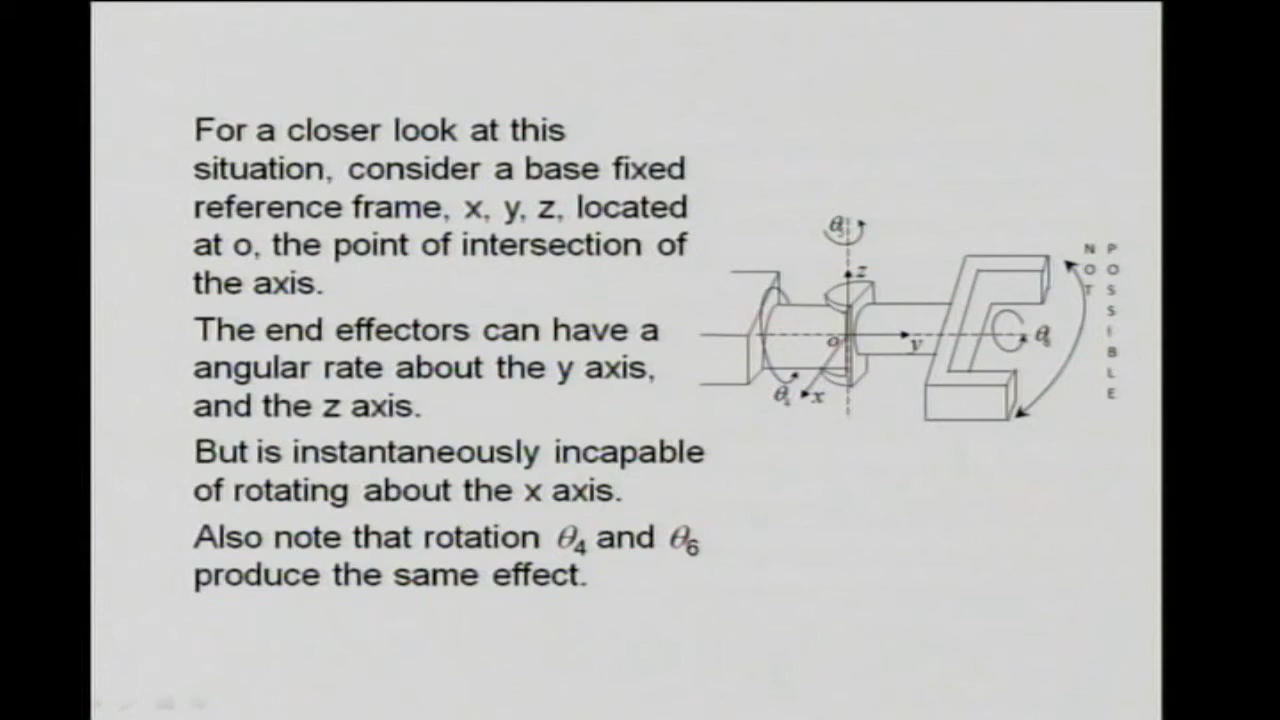 For a closer look at this
situation, consider a base fixed
reference frame, x, y, z, located
at o, the point of intersection of
the axis.
The end effectors can have a
angular rate about the y axis,
and the z axis.
But is instantaneously incapable
of rotating about the x axis.
Also note that rotation θ4 and θ6
produce the same effect.
θ5
z
o
y
θ6
θ4
x
NOT
POSSIBLE